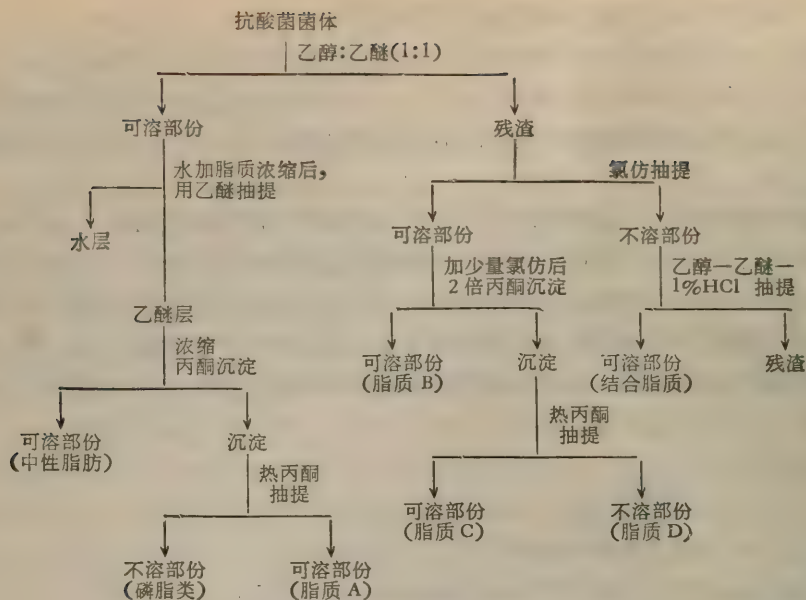 抗酸菌菌体
乙醇:乙醚(1:1)
可溶部份
残渣
水加脂质浓缩后,
用乙醚抽提
氯仿抽提
水层
可溶部份
不溶部份
加少量氯仿后
2倍丙酮沉淀
乙醇—乙醚—
1%HCl 抽提
乙醚层
浓缩
丙酮沉淀
可溶部份
(脂质 B)
沉淀
可溶部份
(结合脂质)
残渣
可溶部份
(中性脂肪)
沉淀
热丙酮
抽提
热丙酮
抽提
可溶部份
(脂质C)
不溶部份
(脂质D)
不溶部份
(磷脂类)
可溶部份
(脂质 A)